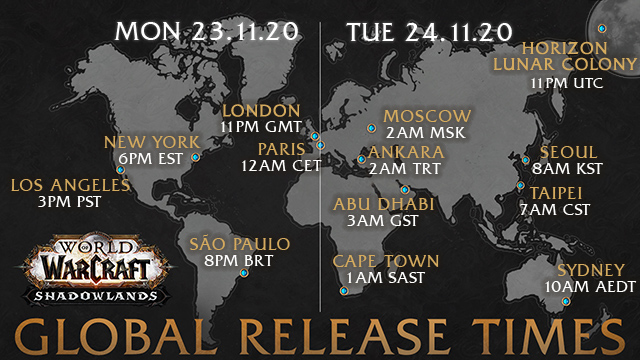 MON 23.11.20
TUE 24.11.20
HORIZON
LUNAR COLONY
11PM UTC
LONDON
11PM GMT
MOSCOW
2AM MSK
NEW YORK
6PM EST
PARIS
12AM CET
ANKARA
2AM TRT
SEOUL
8AM KST
LOS ANGELES
3PM PST
ABU DHABI
3AM GST
TAIPEI
7AM CST
SÃO PAULO
8PM BRT
CAPE TOWN
1AM SAST
SYDNEY
10AM AEDT
WORLD
OF
WARCRAFT
SHADOWLANDS
GLOBAL RELEASE TIMES